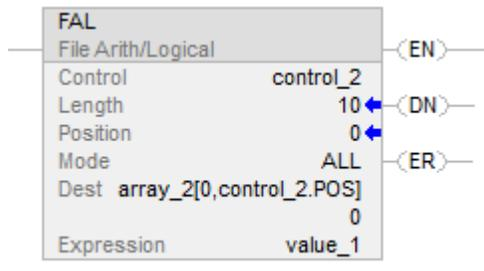 FAL
File Arith/Logical (EN)
Control control_2
Length 10 (DN)
Position 0
Mode ALL (ER)
Dest array_2[0,control_2.POS]
0
Expression value_1